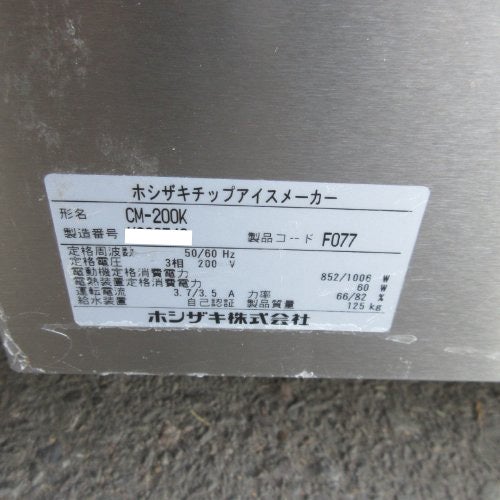 ホシザキチップアイスメーカー
形名 CM-200K
製造番号 製品コード F077
定格周波数 50/60 Hz
定格電圧 3相 200 V
電動機定格消費電力 852/1006 W
電熱装置定格消費電力 60 W
運転電流 3.7/3.5 A 力率 66/82 %
給水装置 自己認証 製品質量 125 kg
ホシザキ株式会社